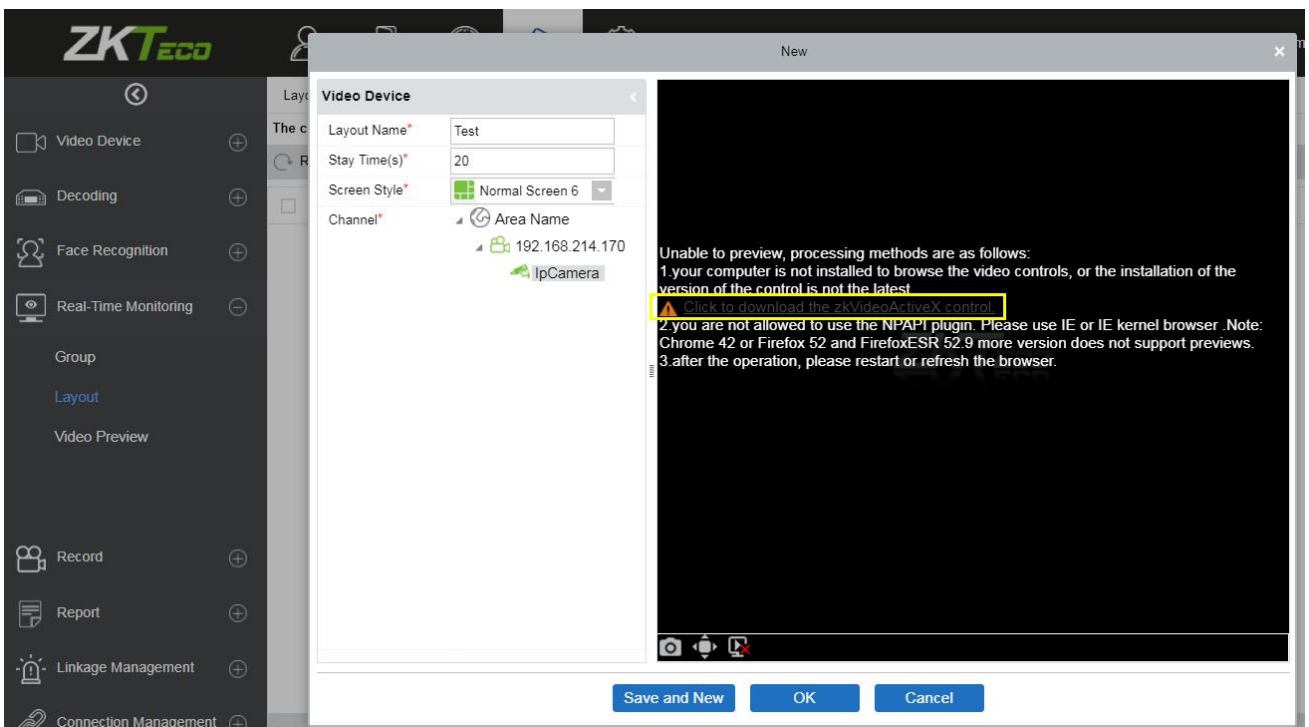 ZKTECO
New
Layo
The c
R
m
Video Device
Decoding
Face Recognition
Real-Time Monitoring
Group
Layout
Video Preview
Record
Report
Linkage Management
Connection Management
Video Device
Layout Name* Test
Stay Time(s)* 20
Screen Style* Normal Screen 6
Channel* Area Name
192.168.214.170
IpCamera
Unable to preview, processing methods are as follows:
1.your computer is not installed to browse the video controls, or the installation of the
version of the control is not the latest
Click to download the zkVideoActiveX control.
2.you are not allowed to use the NPAPI plugin. Please use IE or IE kernel browser .Note:
Chrome 42 or Firefox 52 and FirefoxESR 52.9 more version does not support previews.
3.after the operation, please restart or refresh the browser.
Save and New
OK
Cancel